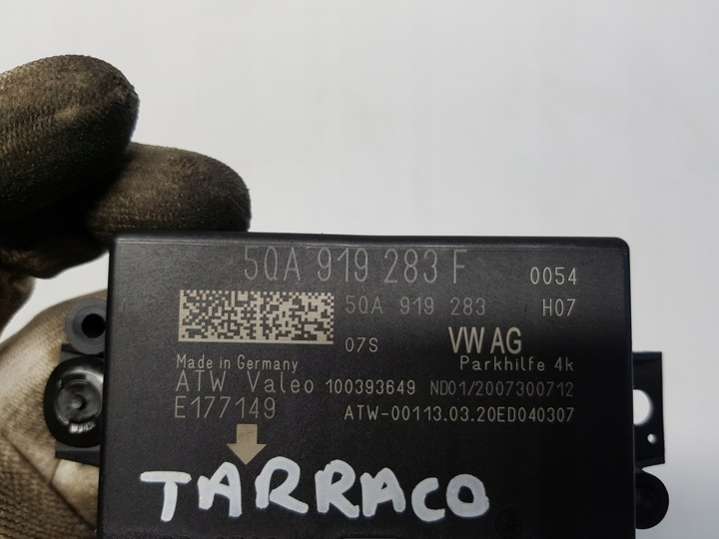 5QA 919 283 F 0054
5QA 919 283 H07
07S VW AG
Made in Germany Parkhilfe 4k
ATW Valeo 100393649 ND01/2007300712
E177149 ATW-00113.03.20ED040307
TARRACO